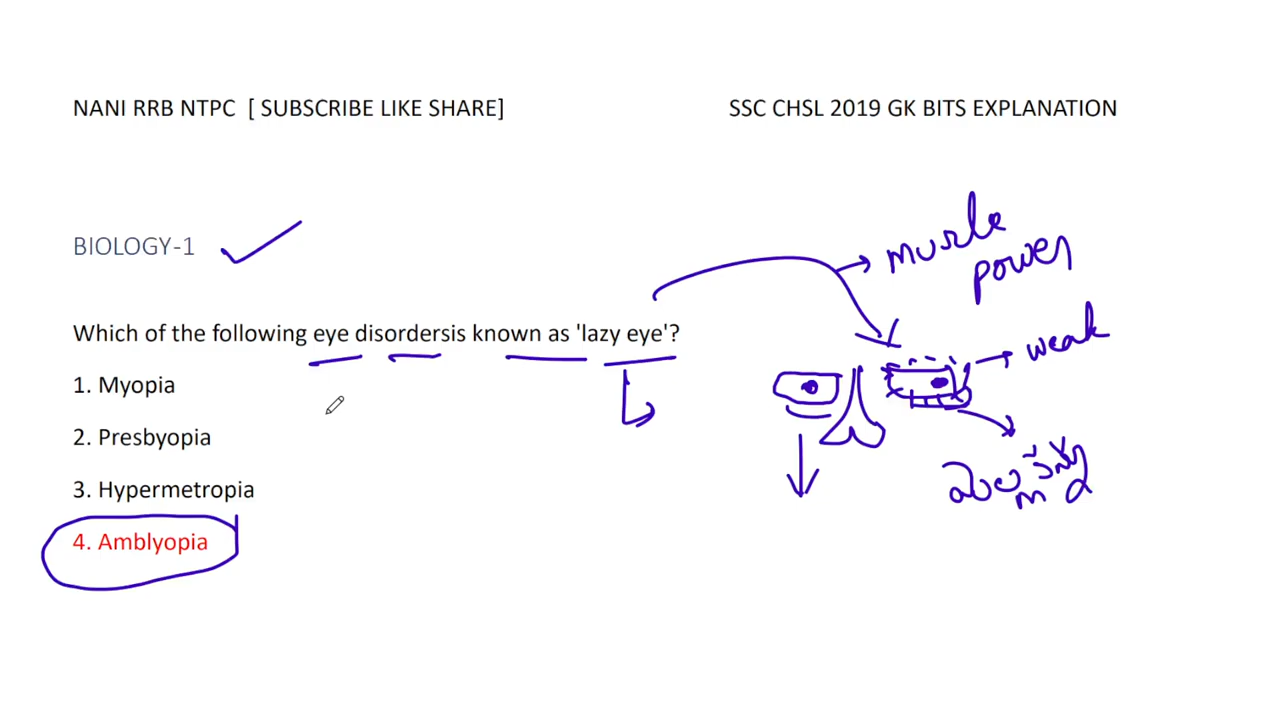 NANI RRB NTPC [ SUBSCRIBE LIKE SHARE]
SSC CHSL 2019 GK BITS EXPLANATION
BIOLOGY-1
muscle
power
Which of the following eye disordersis known as 'lazy eye'?
weak
1. Myopia
2. Presbyopia
3. Hypermetropia
4. Amblyopia